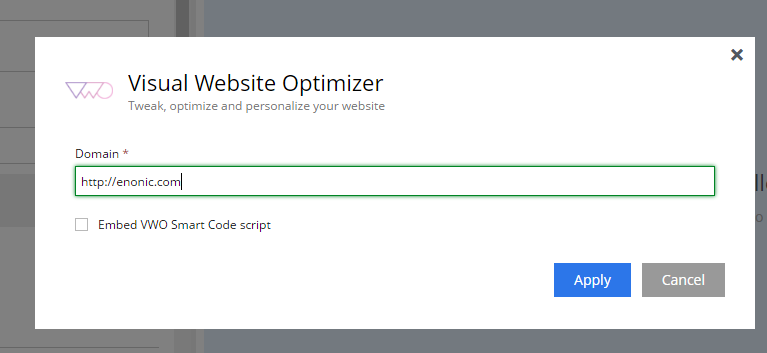 VWO
Visual Website Optimizer
Tweak, optimize and personalize your website
Domain *
http://enonic.com
Embed VWO Smart Code script
Apply
Cancel